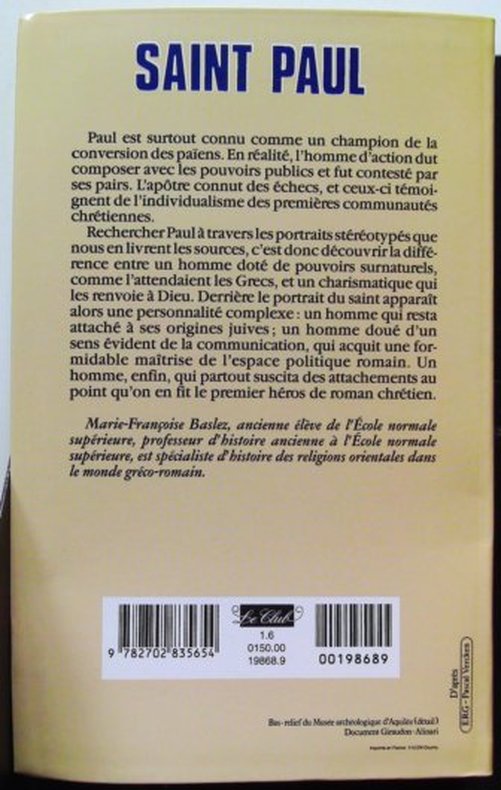 SAINT PAUL
Paul est surtout connu comme un champion de la
conversion des païens. En réalité, l'homme d'action dut
composer avec les pouvoirs publics et fut contesté par
ses pairs. L'apôtre connut des échecs, et ceux-ci témoi-
gnent de l'individualisme des premières communautés
chrétiennes.
Rechercher Paul à travers les portraits stéréotypés que
nous en livrent les sources, c'est donc découvrir la diffé-
rence entre un homme doté de pouvoirs surnaturels,
comme l'attendaient les Grecs, et un charismatique qui
les renvoie à Dieu. Derrière le portrait du saint apparaît
alors une personnalité complexe : un homme qui resta
attaché à ses origines juives ; un homme doué d'un
sens évident de la communication, qui acquit une for-
midable maîtrise de l'espace politique romain. Un
homme, enfin, qui partout suscita des attachements au
point qu'on en fit le premier héros de roman chrétien.
Marie-Françoise Baslez, ancienne élève de l'École normale
supérieure, professeur d'histoire ancienne à l'École normale
supérieure, est spécialiste d'histoire des religions orientales dans
le monde gréco-romain.
Le Club
1.6
0150.00
19868.9
9 782702 835654
00198689
D'après
ERG - Pascal Vercken
Bas-relief du Musée archéologique d'Aquilée (détail)
Document Giraudon-Alinari
Imprimé en France